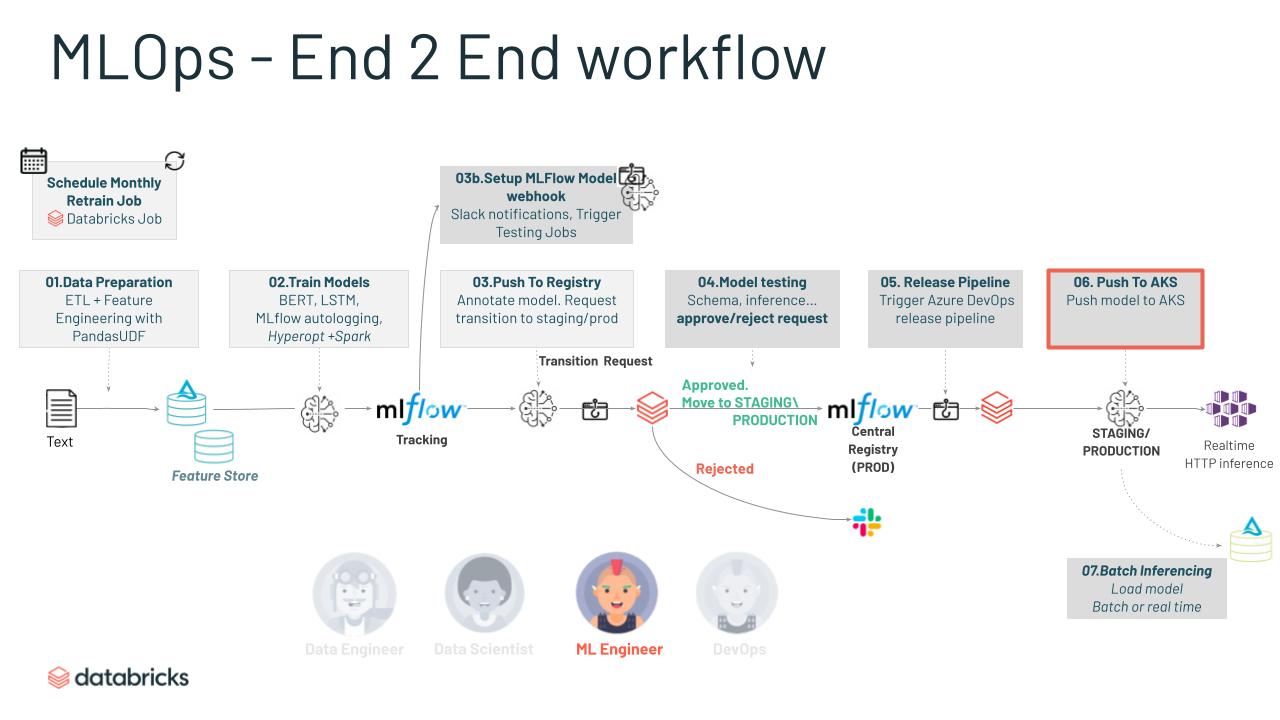 MLOps - End 2 End workflow
Schedule Monthly
Retrain Job
Databricks Job
03b.Setup MLFlow Model
webhook
Slack notifications, Trigger
Testing Jobs
01.Data Preparation
ETL + Feature
Engineering with
PandasUDF
02.Train Models
BERT, LSTM,
MLflow autologging,
Hyperopt +Spark
03.Push To Registry
Annotate model. Request
transition to staging/prod
04.Model testing
Schema, inference...
approve/reject request
05. Release Pipeline
Trigger Azure DevOps
release pipeline
06. Push To AKS
Push model to AKS
Transition Request
Text
Feature Store
mlflow
Tracking
Approved.
Move to STAGING\
PRODUCTION
Rejected
mlflow
Central
Registry
(PROD)
STAGING/
PRODUCTION
Realtime
HTTP inference
07.Batch Inferencing
Load model
Batch or real time
Data Engineer
Data Scientist
ML Engineer
DevOps
databricks